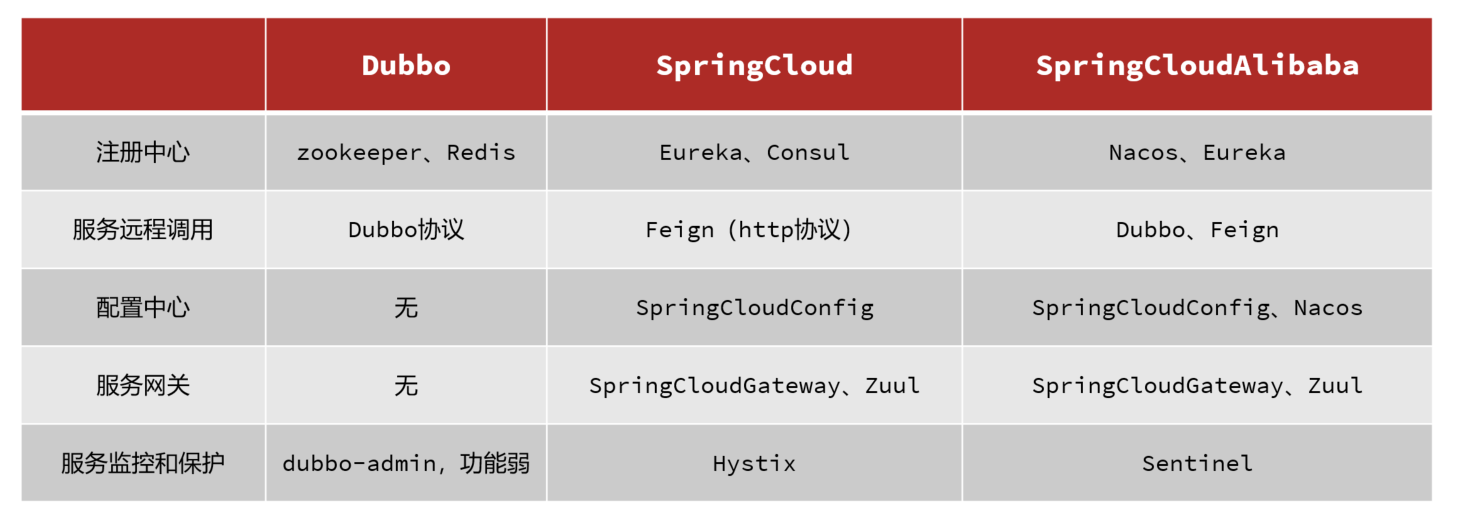 Dubbo SpringCloud SpringCloudAlibaba
注册中心 zookeeper、Redis Eureka、Consul Nacos、Eureka
服务远程调用 Dubbo协议 Feign（http协议） Dubbo、Feign
配置中心 无 SpringCloudConfig SpringCloudConfig、Nacos
服务网关 无 SpringCloudGateway、Zuul SpringCloudGateway、Zuul
服务监控和保护 dubbo-admin，功能弱 Hystix Sentinel